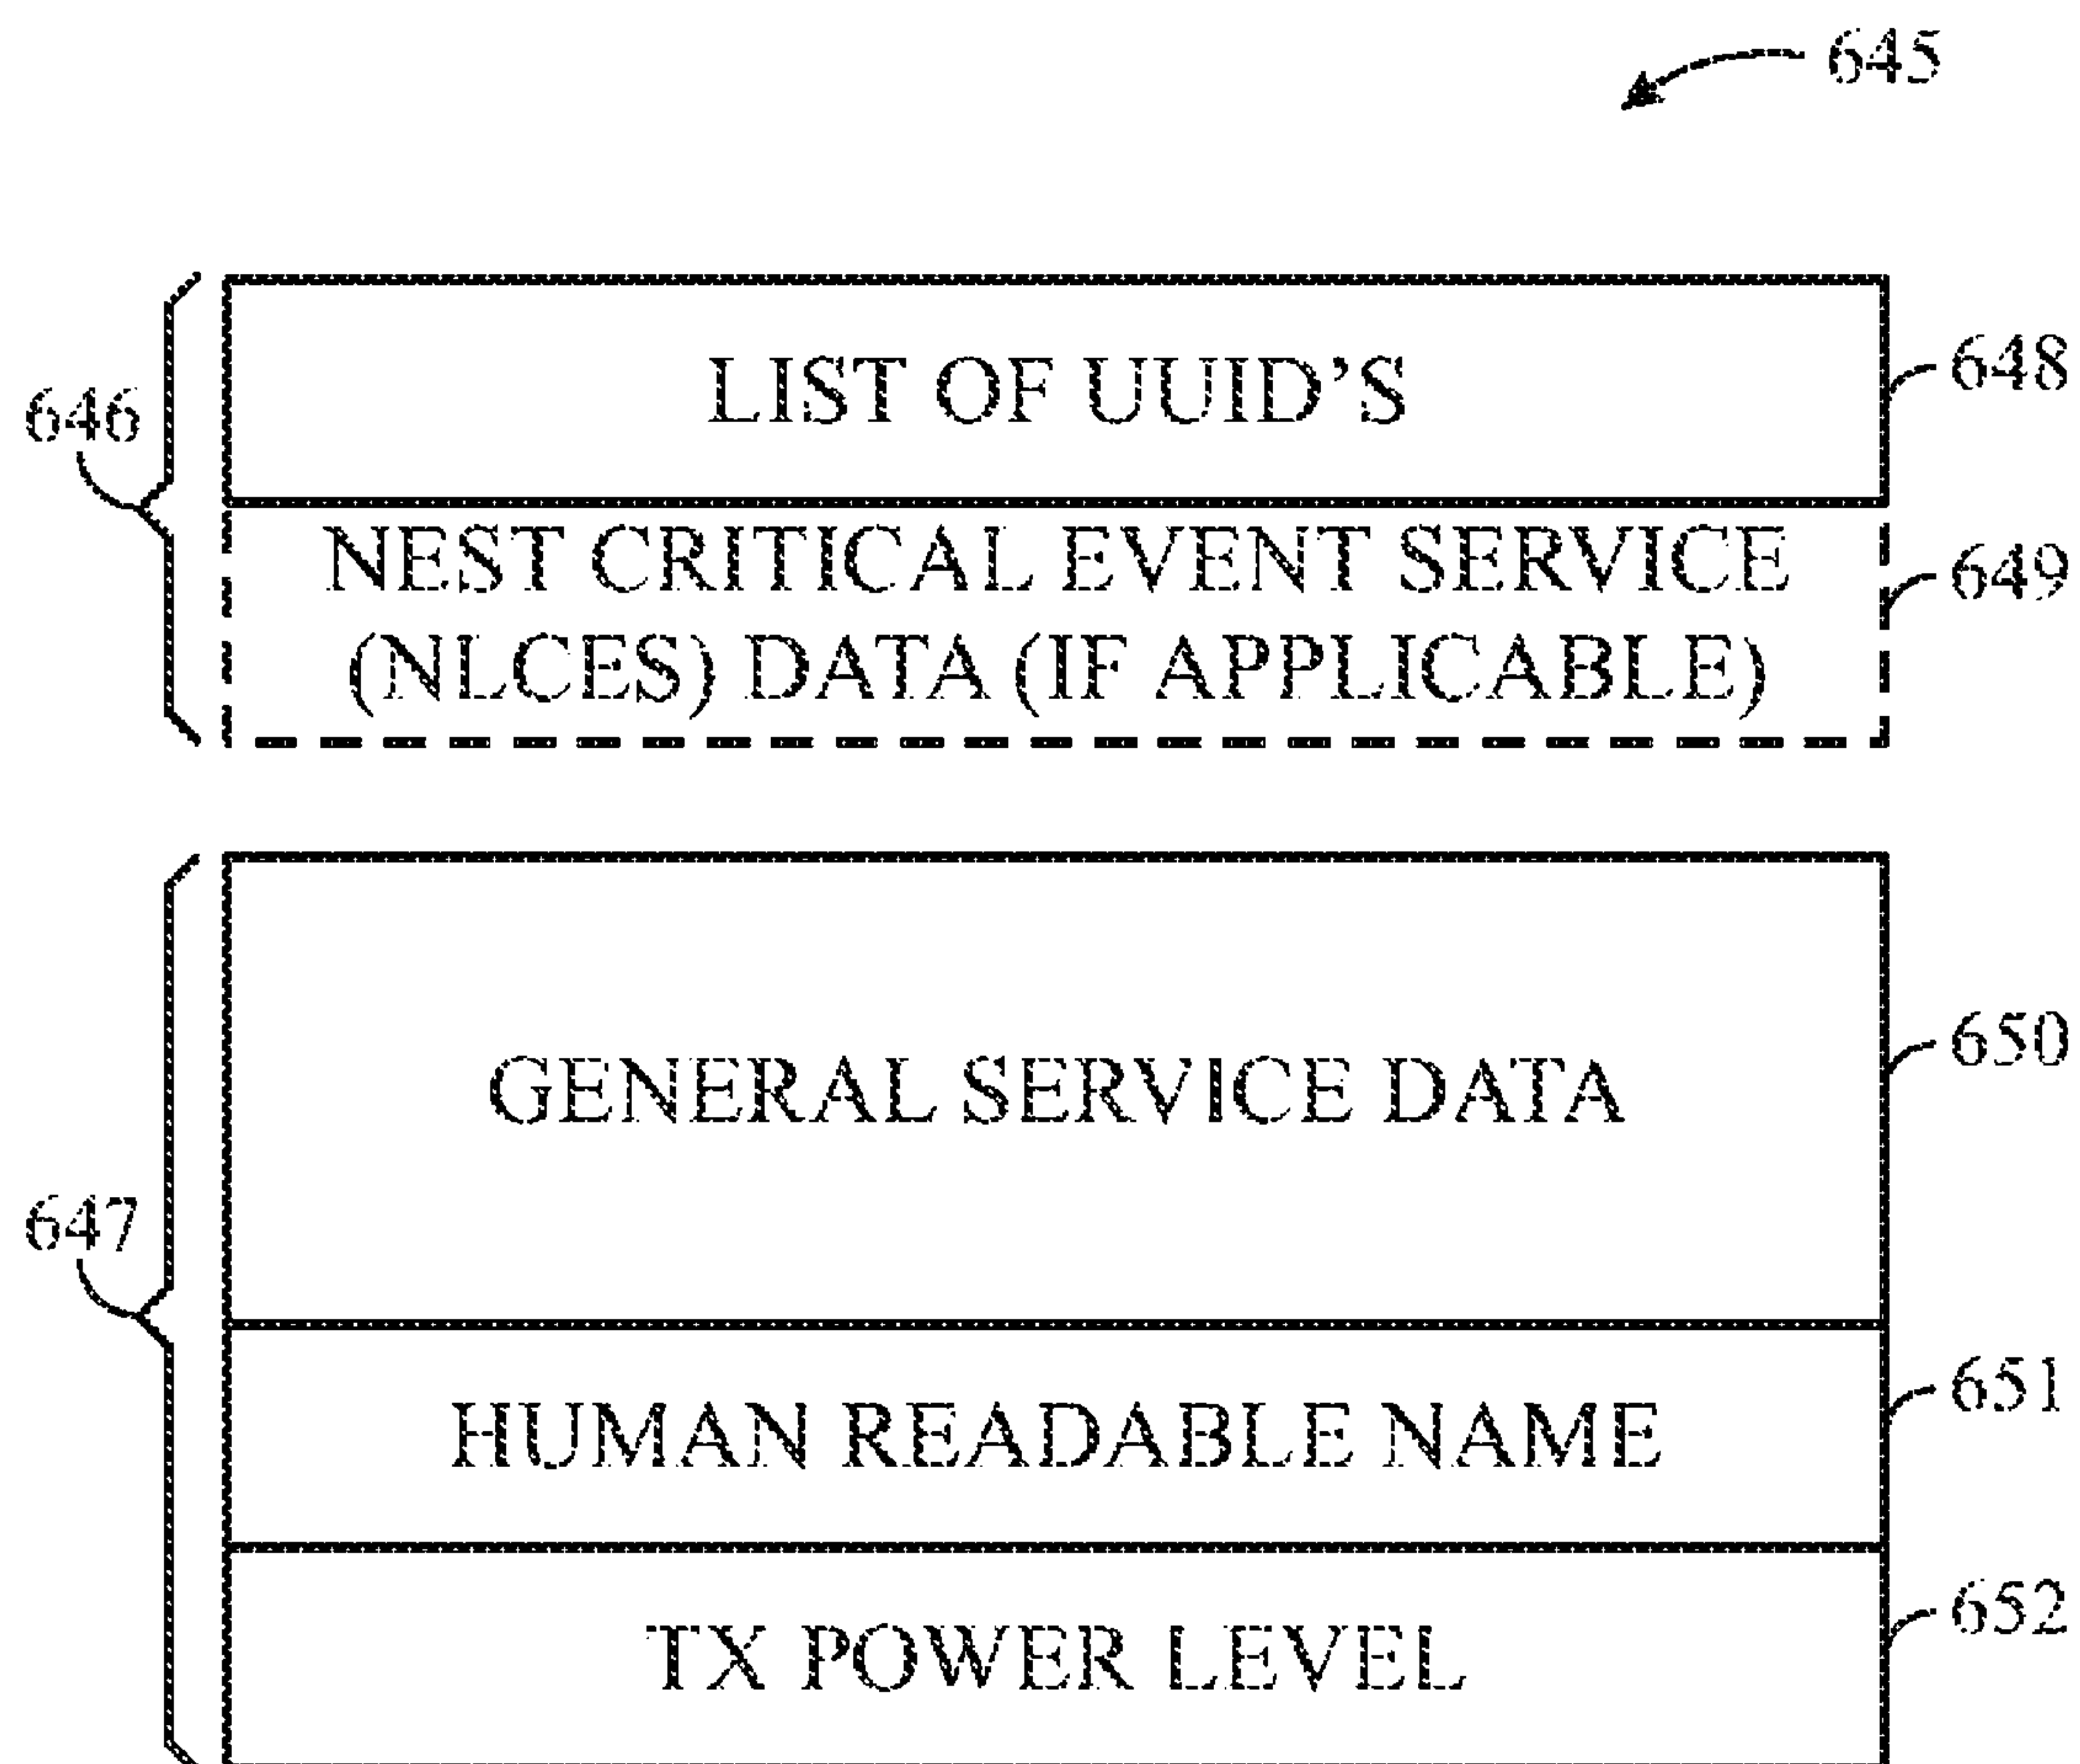 645
LIST OF UUID'S
648
646
NEST CRITICAL EVENT SERVICE
(NLCES) DATA (IF APPLICABLE)
649
GENERAL SERVICE DATA
650
647
HUMAN READABLE NAME
651
TX POWER LEVEL
652